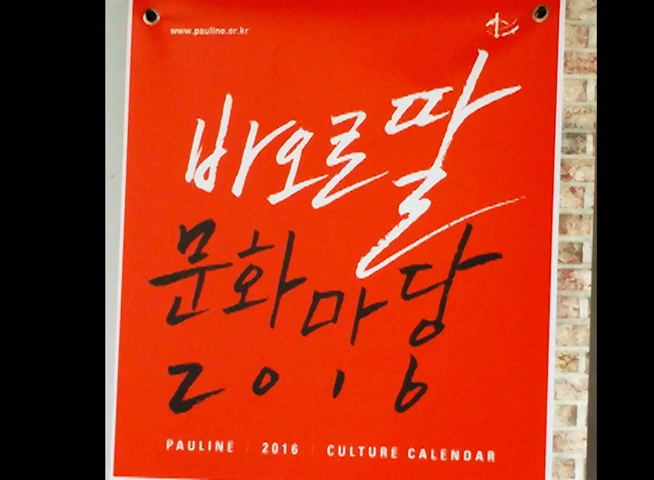 www.pauline.or.kr
바오로딸
문화마당
2016
PAULINE | 2016 | CULTURE CALENDAR